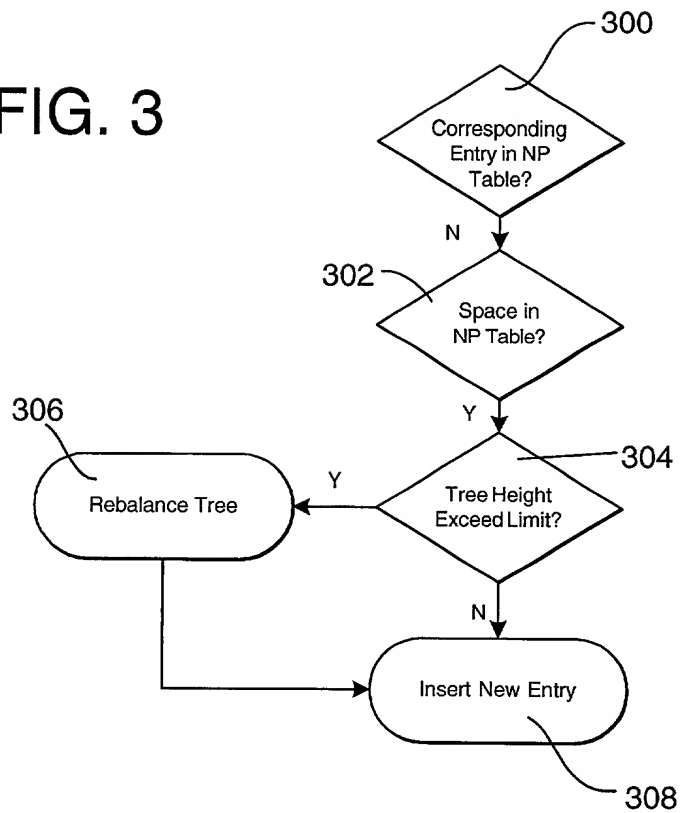 FIG. 3
300
Corresponding
Entry in NP
Table?
N
302
Space in
NP Table?
Y
306
304
Rebalance Tree
Y
Tree Height
Exceed Limit?
N
Insert New Entry
308